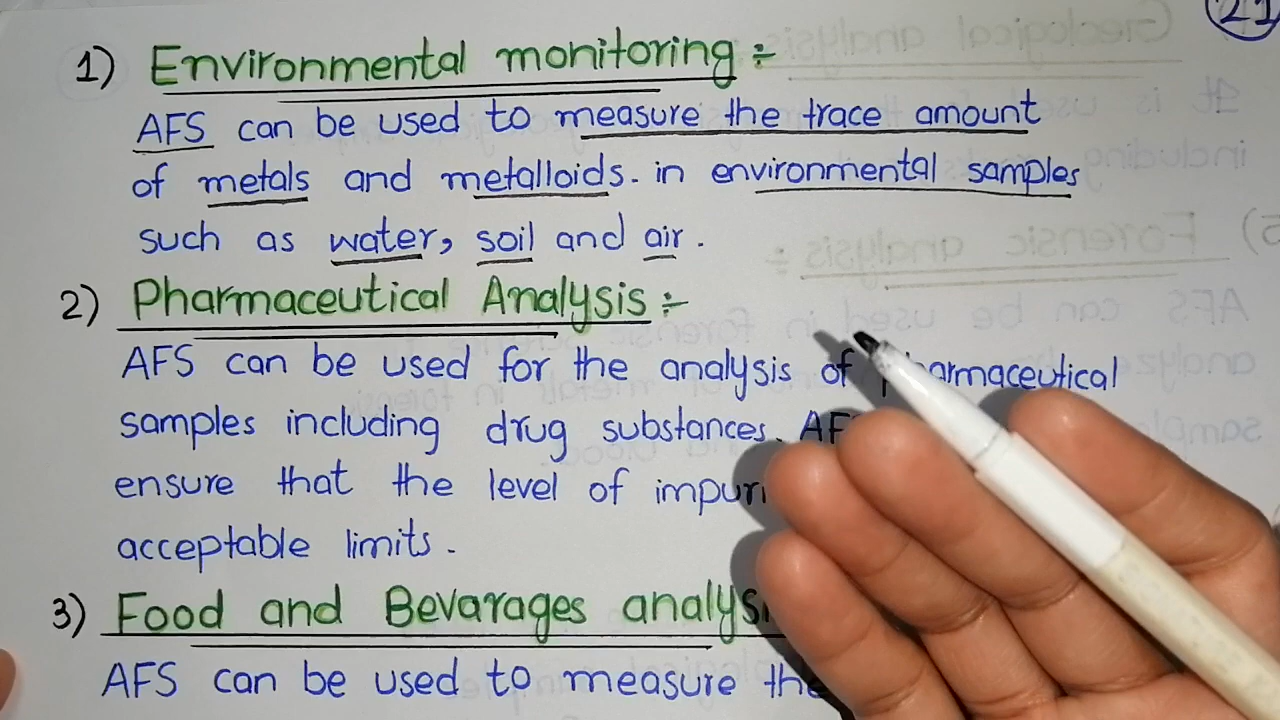 21
1) Environmental monitoring :-
AFS can be used to measure the trace amount
of metals and metalloids. in environmental samples
such as water, soil and air.
2) Pharmaceutical Analysis :-
AFS can be used for the analysis of pharmaceutical
samples including drug substances.
ensure that the level of
acceptable limits.
3) Food and Bevarages
AFS can be used to measure the